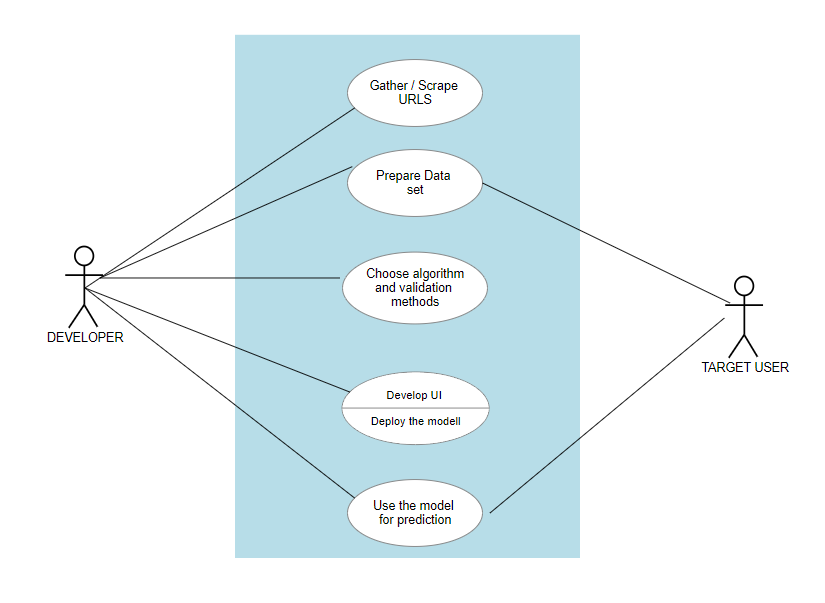 Gather / Scrape
URLS
Prepare Data
set
Choose algorithm
and validation
methods
DEVELOPER
TARGET USER
Develop UI
Deploy the modell
Use the model
for prediction